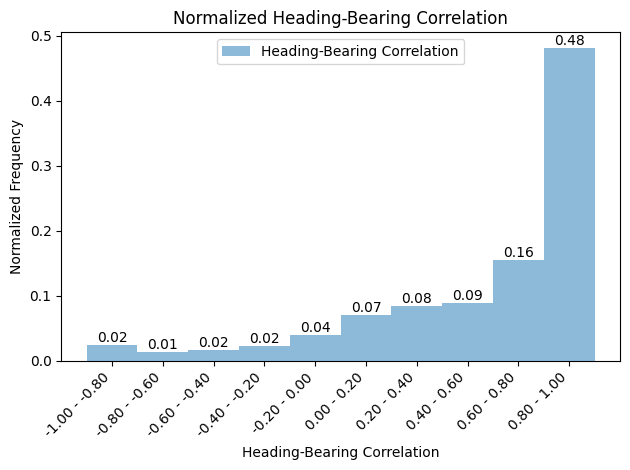 Normalized Heading-Bearing Correlation
Heading-Bearing Correlation
Normalized Frequency
0.5
0.4
0.3
0.2
0.1
0.0
0.02
0.01
0.02
0.02
0.04
0.07
0.08
0.09
0.16
0.48
-1.00 - -0.80
-0.80 - -0.60
-0.60 - -0.40
-0.40 - -0.20
-0.20 - 0.00
0.00 - 0.20
0.20 - 0.40
0.40 - 0.60
0.60 - 0.80
0.80 - 1.00
Heading-Bearing Correlation